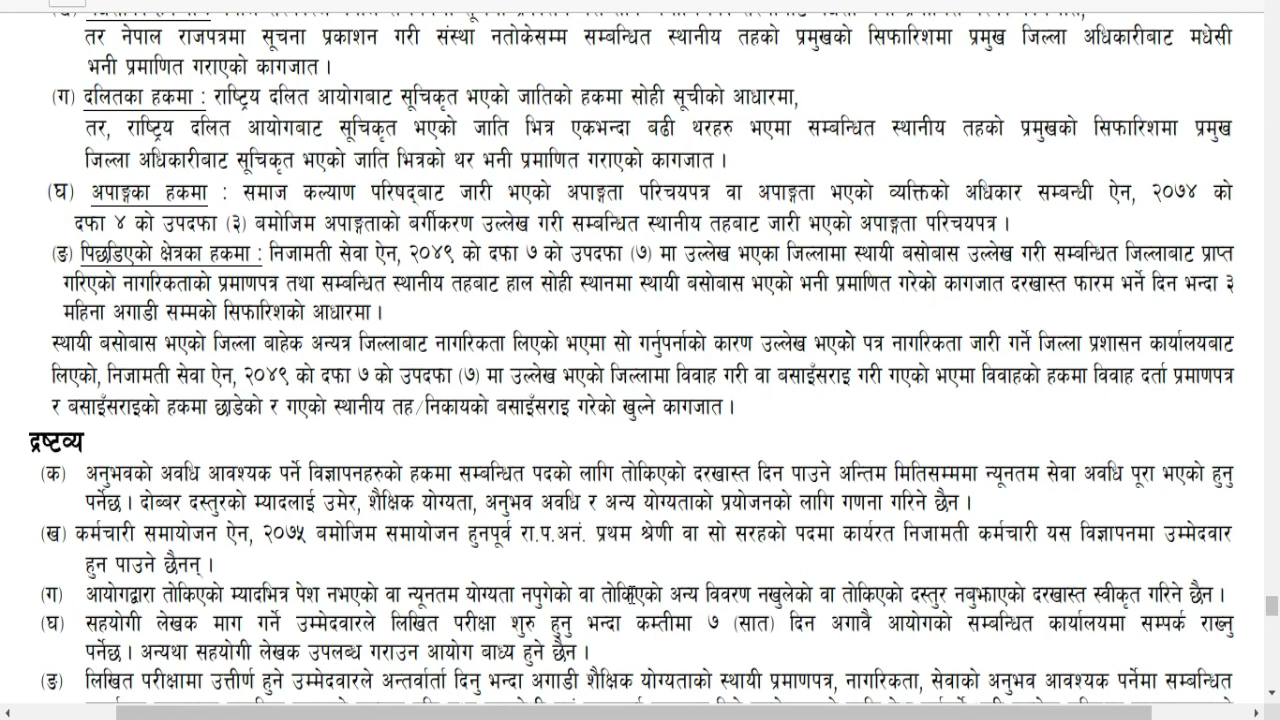 तर नेपाल राजपत्रमा सूचना प्रकाशन गरी संस्था नतोकेसम्म सम्बन्धित स्थानीय तहको प्रमुखको सिफारिशमा प्रमुख जिल्ला अधिकारीबाट मधेसी
भनी प्रमाणित गराएको कागजात ।
(ग) दलितका हकमा : राष्ट्रिय दलित आयोगबाट सूचिकृत भएको जातिको हकमा सोही सूचीको आधारमा,
तर, राष्ट्रिय दलित आयोगबाट सूचिकृत भएको जाति भित्र एकभन्दा बढी थरहरु भएमा सम्बन्धित स्थानीय तहको प्रमुखको सिफारिशमा प्रमुख
जिल्ला अधिकारीबाट सूचिकृत भएको जाति भित्रको थर भनी प्रमाणित गराएको कागजात ।
(घ) अपाङ्गका हकमा : समाज कल्याण परिषद्बाट जारी भएको अपाङ्गता परिचयपत्र वा अपाङ्गता भएको व्यक्तिको अधिकार सम्बन्धी ऐन, २०७४ को
दफा ४ को उपदफा (३) बमोजिम अपाङ्गताको बर्गीकरण उल्लेख गरी सम्बन्धित स्थानीय तहबाट जारी भएको अपाङ्गता परिचयपत्र ।
(ङ) पिछडिएको क्षेत्रका हकमा : निजामती सेवा ऐन, २०४९ को दफा ७ को उपदफा (७) मा उल्लेख भएका जिल्लामा स्थायी बसोबास उल्लेख गरी सम्बन्धित जिल्लाबाट प्राप्त
गरिएको नागरिकताको प्रमाणपत्र तथा सम्बन्धित स्थानीय तहबाट हाल सोही स्थानमा स्थायी बसोबास भएको भनी प्रमाणित गरेको कागजात दरखास्त फारम भर्ने दिन भन्दा ३
महिना अगाडी सम्मको सिफारिशको आधारमा ।
स्थायी बसोबास भएको जिल्ला बाहेक अन्यत्र जिल्लाबाट नागरिकता लिएको भएमा सो गर्नुपर्नाको कारण उल्लेख भएको पत्र नागरिकता जारी गर्ने जिल्ला प्रशासन कार्यालयबाट
लिएको, निजामती सेवा ऐन, २०४९ को दफा ७ को उपदफा (७) मा उल्लेख भएको जिल्लामा विवाह गरी वा बसाइँसराइ गरी गएको भएमा विवाहको हकमा विवाह दर्ता प्रमाणपत्र
र बसाइँसराइको हकमा छाडेको र गएको स्थानीय तह/निकायको बसाइँसराइ गरेको खुल्ने कागजात ।
द्रष्टव्य
(क) अनुभवको अवधि आवश्यक पर्ने विज्ञापनहरुको हकमा सम्बन्धित पदको लागि तोकिएको दरखास्त दिन पाउने अन्तिम मितिसम्ममा न्यूनतम सेवा अवधि पूरा भएको हुनु
पर्नेछ । दोब्बर दस्तुरको म्यादलाई उमेर, शैक्षिक योग्यता, अनुभव अवधि र अन्य योग्यताको प्रयोजनको लागि गणना गरिने छैन ।
(ख) कर्मचारी समायोजन ऐन, २०७५ बमोजिम समायोजन हुनपूर्व रा.प.अनं. प्रथम श्रेणी वा सो सरहको पदमा कार्यरत निजामती कर्मचारी यस विज्ञापनमा उम्मेदवार
हुन पाउने छैनन् ।
(ग) आयोगद्वारा तोकिएको म्यादभित्र पेश नभएको वा न्यूनतम योग्यता नपुगेको वा तोकिएको अन्य विवरण नखुलेको वा तोकिएको दस्तुर नबुझाएको दरखास्त स्वीकृत गरिने छैन ।
(घ) सहयोगी लेखक माग गर्ने उम्मेदवारले लिखित परीक्षा शुरु हुनु भन्दा कम्तीमा ७ (सात) दिन अगावै आयोगको सम्बन्धित कार्यालयमा सम्पर्क राख्नु
पर्नेछ । अन्यथा सहयोगी लेखक उपलब्ध गराउन आयोग बाध्य हुने छैन ।
(ङ) लिखित परीक्षामा उत्तीर्ण हुने उम्मेदवारले अन्तर्वार्ता दिनु भन्दा अगाडी शैक्षिक योग्यताको स्थायी प्रमाणपत्र, नागरिकता, सेवाको अनुभव आवश्यक पर्नेमा सम्बन्धित